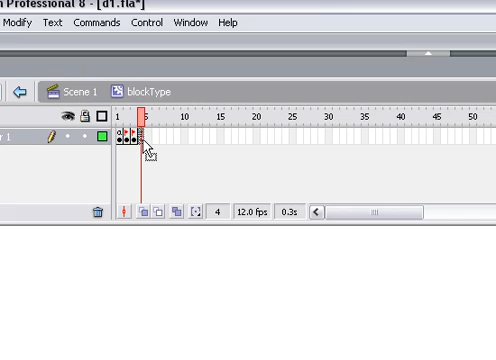 n Professional 8 - [d1.fla*]
Modify Text Commands Control Window Help
Scene 1 blockType
1 5 10 15 20 25 30 35 40 45 50
r 1
4 12.0 fps 0.3s